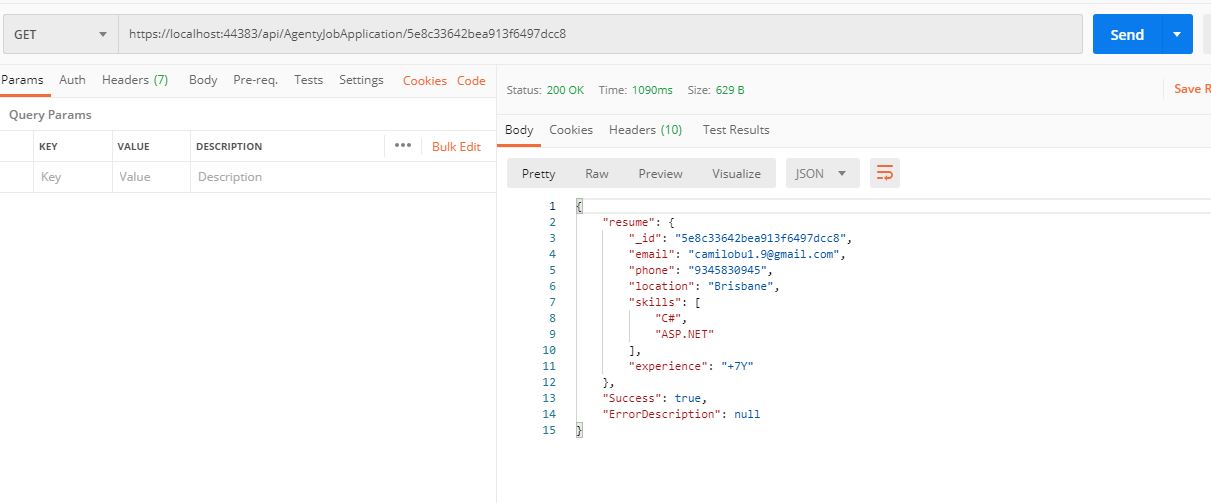 GET https://localhost:44383/api/AgentyJobApplication/5e8c33642bea913f6497dcc8 Send
Params Auth Headers (7) Body Pre-req. Tests Settings Cookies Code
Query Params
KEY VALUE DESCRIPTION ••• Bulk Edit
Key Value Description
Status: 200 OK Time: 1090ms Size: 629 B Save R
Body Cookies Headers (10) Test Results
Pretty Raw Preview Visualize JSON
1 {
2 "resume": {
3 "_id": "5e8c33642bea913f6497dcc8",
4 "email": "camilobu1.9@gmail.com",
5 "phone": "9345830945",
6 "location": "Brisbane",
7 "skills": [
8 "C#",
9 "ASP.NET"
10 ],
11 "experience": "+7Y"
12 },
13 "Success": true,
14 "ErrorDescription": null
15 }